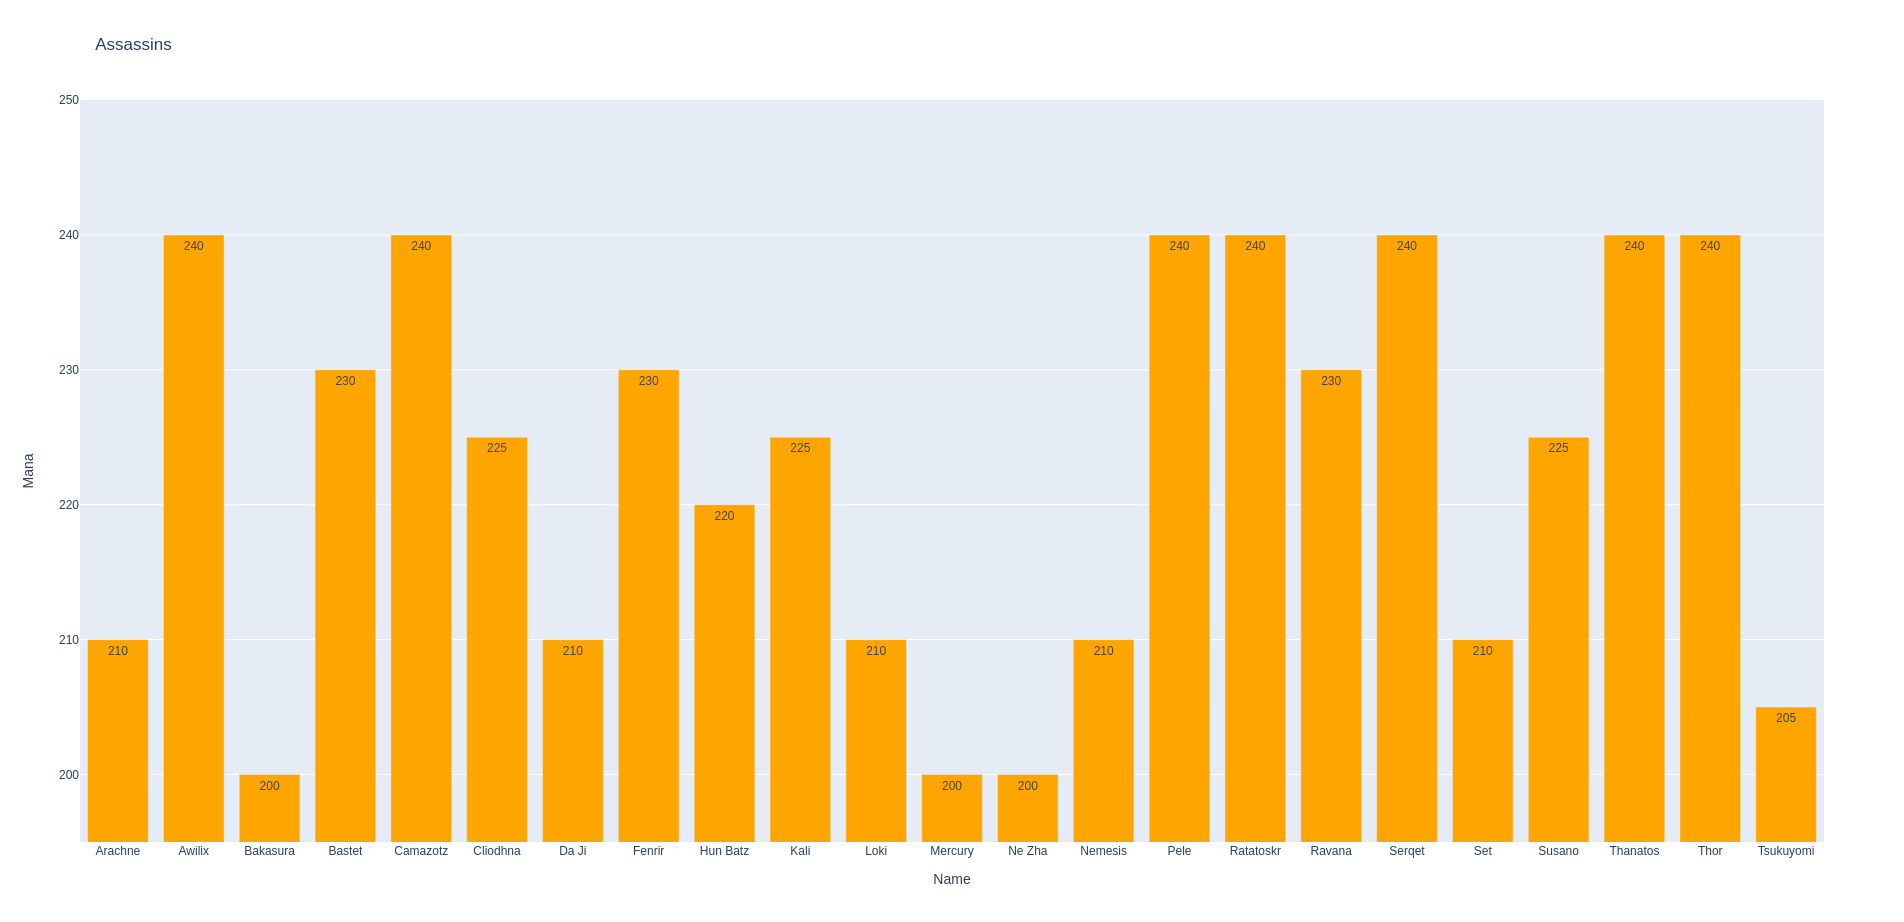 Assassins
250
240
230
220
210
200
Mana
210 240 200 230 240 225 210 230 220 225 210 200 200 210 240 240 230 240 210 225 240 240 205
Arachne Awilix Bakasura Bastet Camazotz Cliodhna Da Ji Fenrir Hun Batz Kali Loki Mercury Ne Zha Nemesis Pele Ratatoskr Ravana Serqet Set Susano Thanatos Thor Tsukuyomi
Name